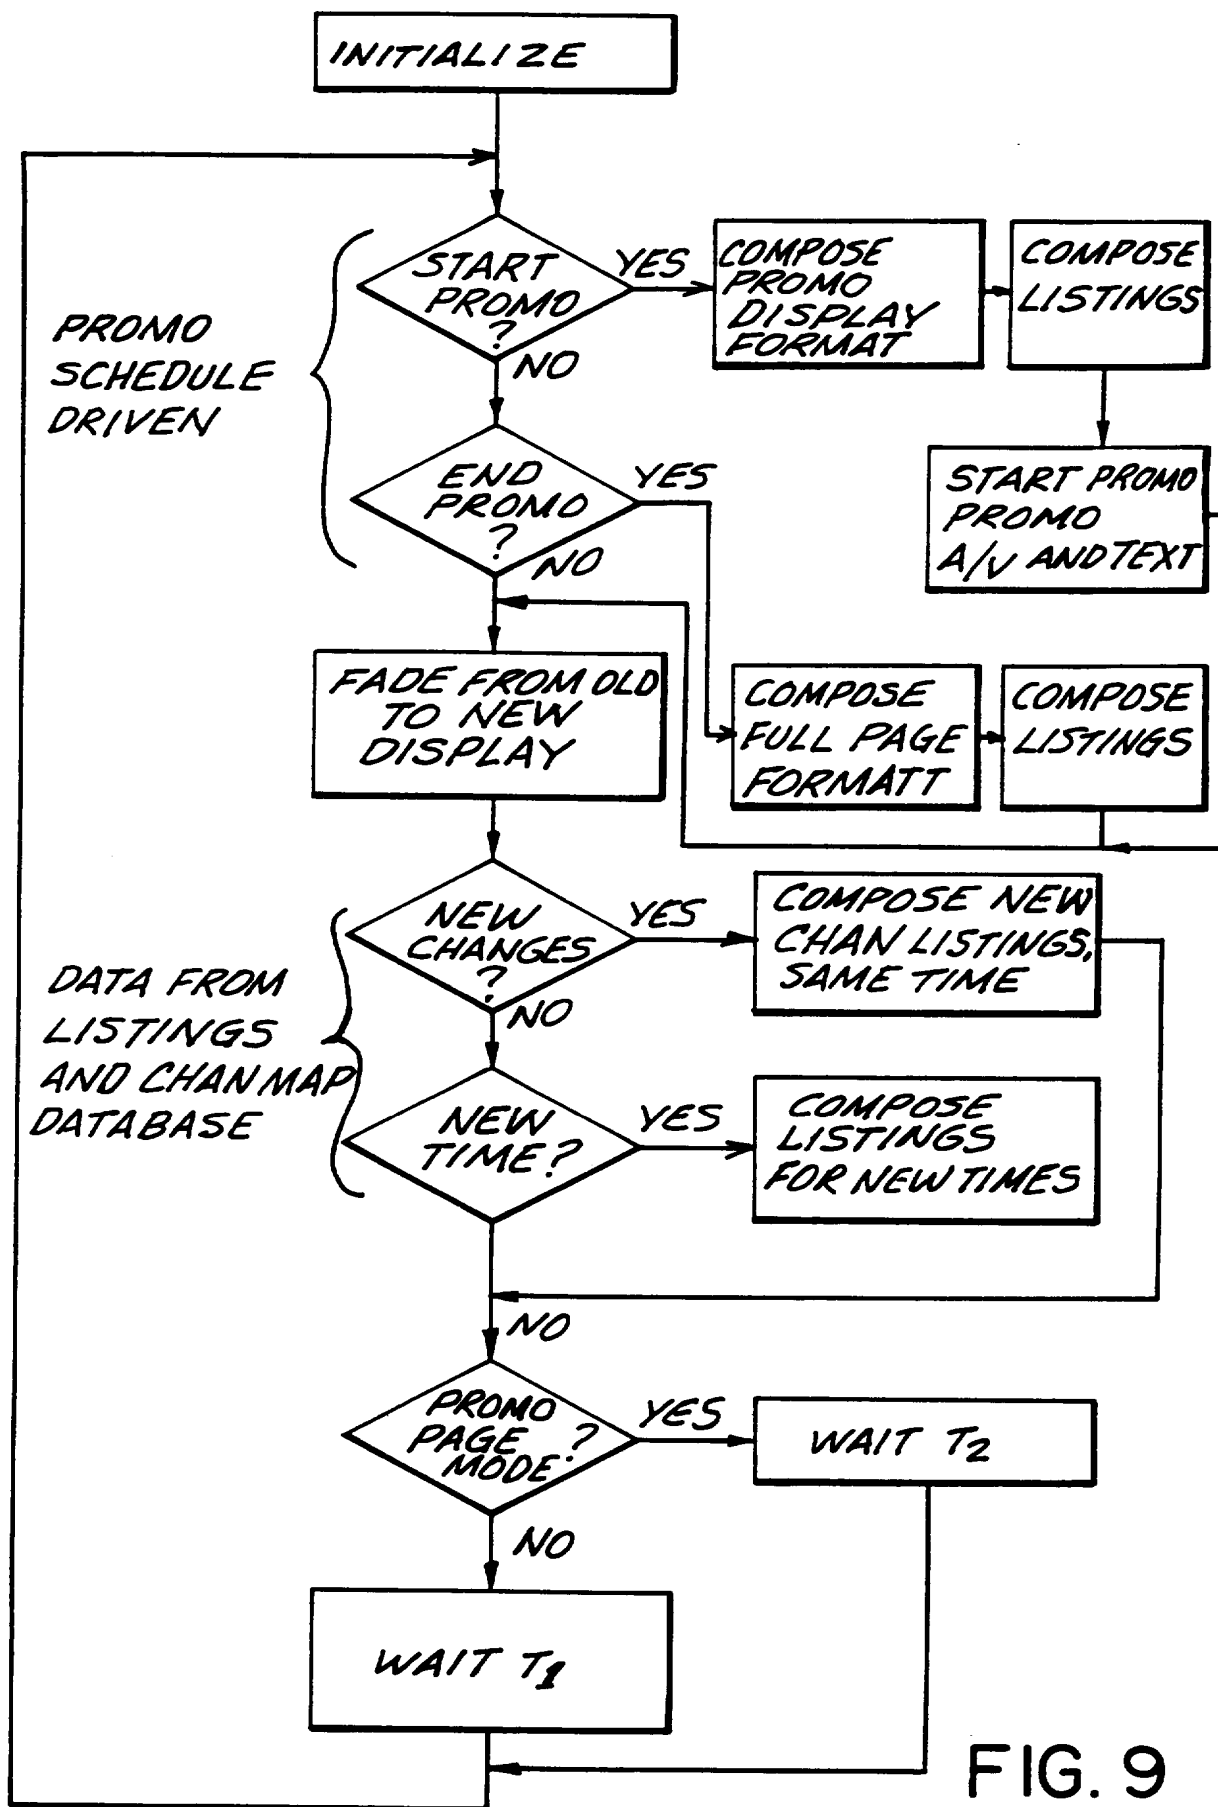 INITIALIZE
START
PROMO
?
YES
NO
COMPOSE
PROMO
DISPLAY
FORMAT
COMPOSE
LISTINGS
PROMO
SCHEDULE
DRIVEN
END
PROMO
?
YES
NO
START PROMO
PROMO
A/V AND TEXT
FADE FROM OLD
TO NEW
DISPLAY
COMPOSE
FULL PAGE
FORMATT
COMPOSE
LISTINGS
NEW
CHANGES
?
YES
NO
COMPOSE NEW
CHAN LISTINGS,
SAME TIME
DATA FROM
LISTINGS
AND CHAN MAP
DATABASE
NEW
TIME?
YES
COMPOSE
LISTINGS
FOR NEW TIMES
NO
PROMO
PAGE ?
MODE
YES
NO
WAIT T2
WAIT T1
FIG. 9